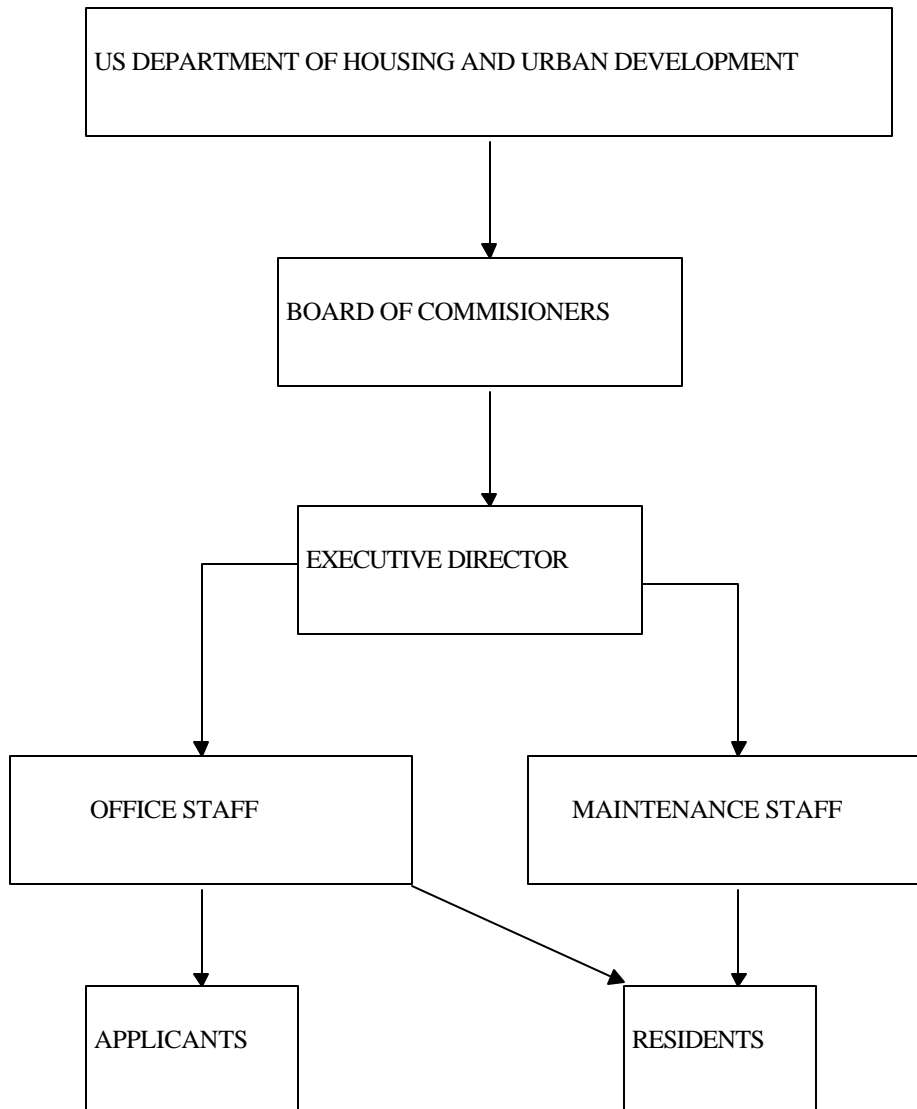 US DEPARTMENT OF HOUSING AND URBAN DEVELOPMENT
BOARD OF COMMISIONERS
EXECUTIVE DIRECTOR
OFFICE STAFF
MAINTENANCE STAFF
APPLICANTS
RESIDENTS